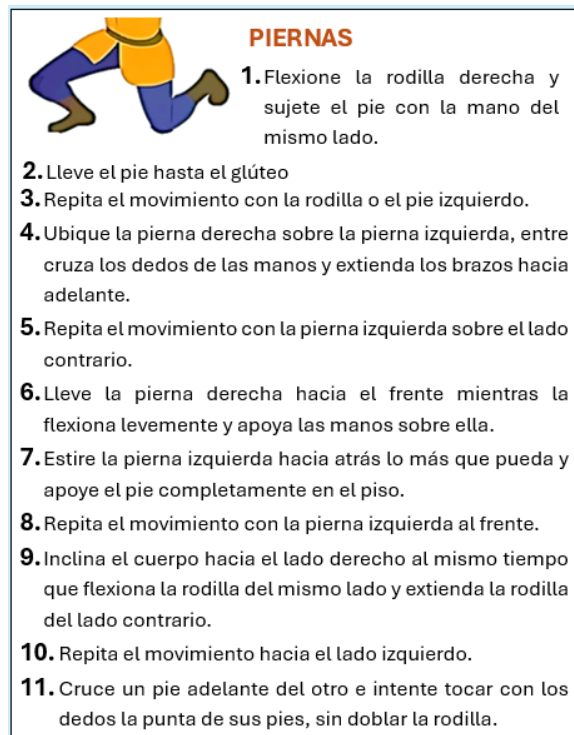 PIERNAS
1. Flexione la rodilla derecha y
sujete el pie con la mano del
mismo lado.
2. Lleve el pie hasta el glúteo
3. Repita el movimiento con la rodilla o el pie izquierdo.
4. Ubique la pierna derecha sobre la pierna izquierda, entre
cruza los dedos de las manos y extienda los brazos hacia
adelante.
5. Repita el movimiento con la pierna izquierda sobre el lado
contrario.
6. Lleve la pierna derecha hacia el frente mientras la
flexiona levemente y apoya las manos sobre ella.
7. Estire la pierna izquierda hacia atrás lo más que pueda y
apoye el pie completamente en el piso.
8. Repita el movimiento con la pierna izquierda al frente.
9. Inclina el cuerpo hacia el lado derecho al mismo tiempo
que flexiona la rodilla del mismo lado y extienda la rodilla
del lado contrario.
10. Repita el movimiento hacia el lado izquierdo.
11. Cruce un pie adelante del otro e intente tocar con los
dedos la punta de sus pies, sin doblar la rodilla.